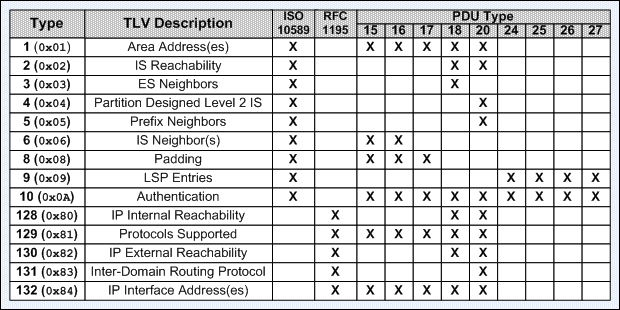 Type TLV Description ISO 10589 RFC 1195 PDU Type
15 16 17 18 20 24 25 26 27
1 (0x01) Area Address(es) X X X X X X
2 (0x02) IS Reachability X X X
3 (0x03) ES Neighbors X X
4 (0x04) Partition Designed Level 2 IS X X
5 (0x05) Prefix Neighbors X X
6 (0x06) IS Neighbor(s) X X X
8 (0x08) Padding X X X X
9 (0x09) LSP Entries X X X X X
10 (0x0A) Authentication X X X X X X X X X X
128 (0x80) IP Internal Reachability X X X
129 (0x81) Protocols Supported X X X X X X
130 (0x82) IP External Reachability X X X
131 (0x83) Inter-Domain Routing Protocol X X
132 (0x84) IP Interface Address(es) X X X X X X